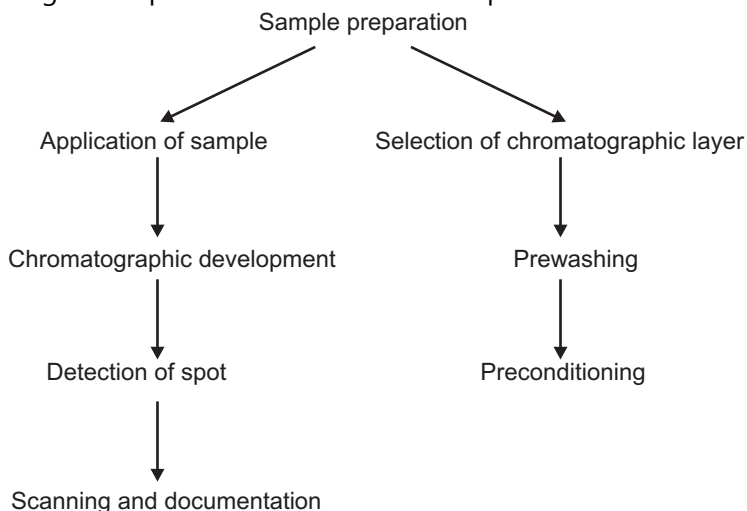 Sample preparation
Application of sample
Selection of chromatographic layer
Chromatographic development
Prewashing
Detection of spot
Preconditioning
Scanning and documentation